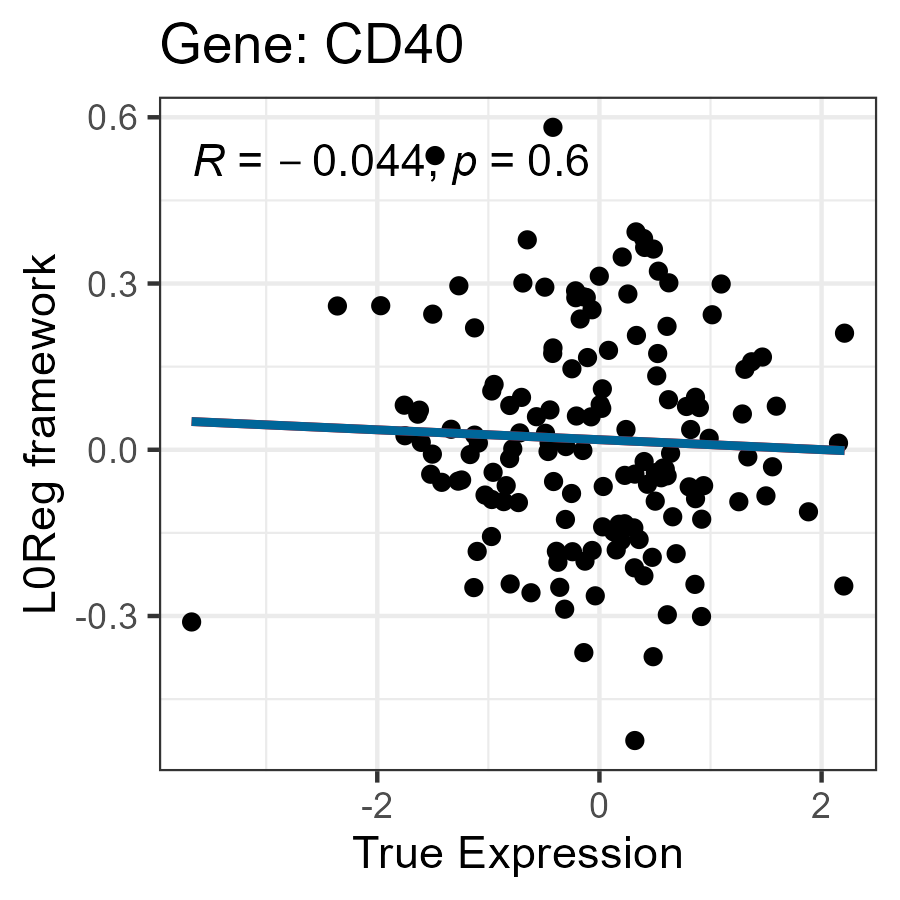 Gene: CD40
R = − 0.044, p = 0.6
0.6
0.3
0.0
-0.3
L0Reg framework
-2
0
2
True Expression